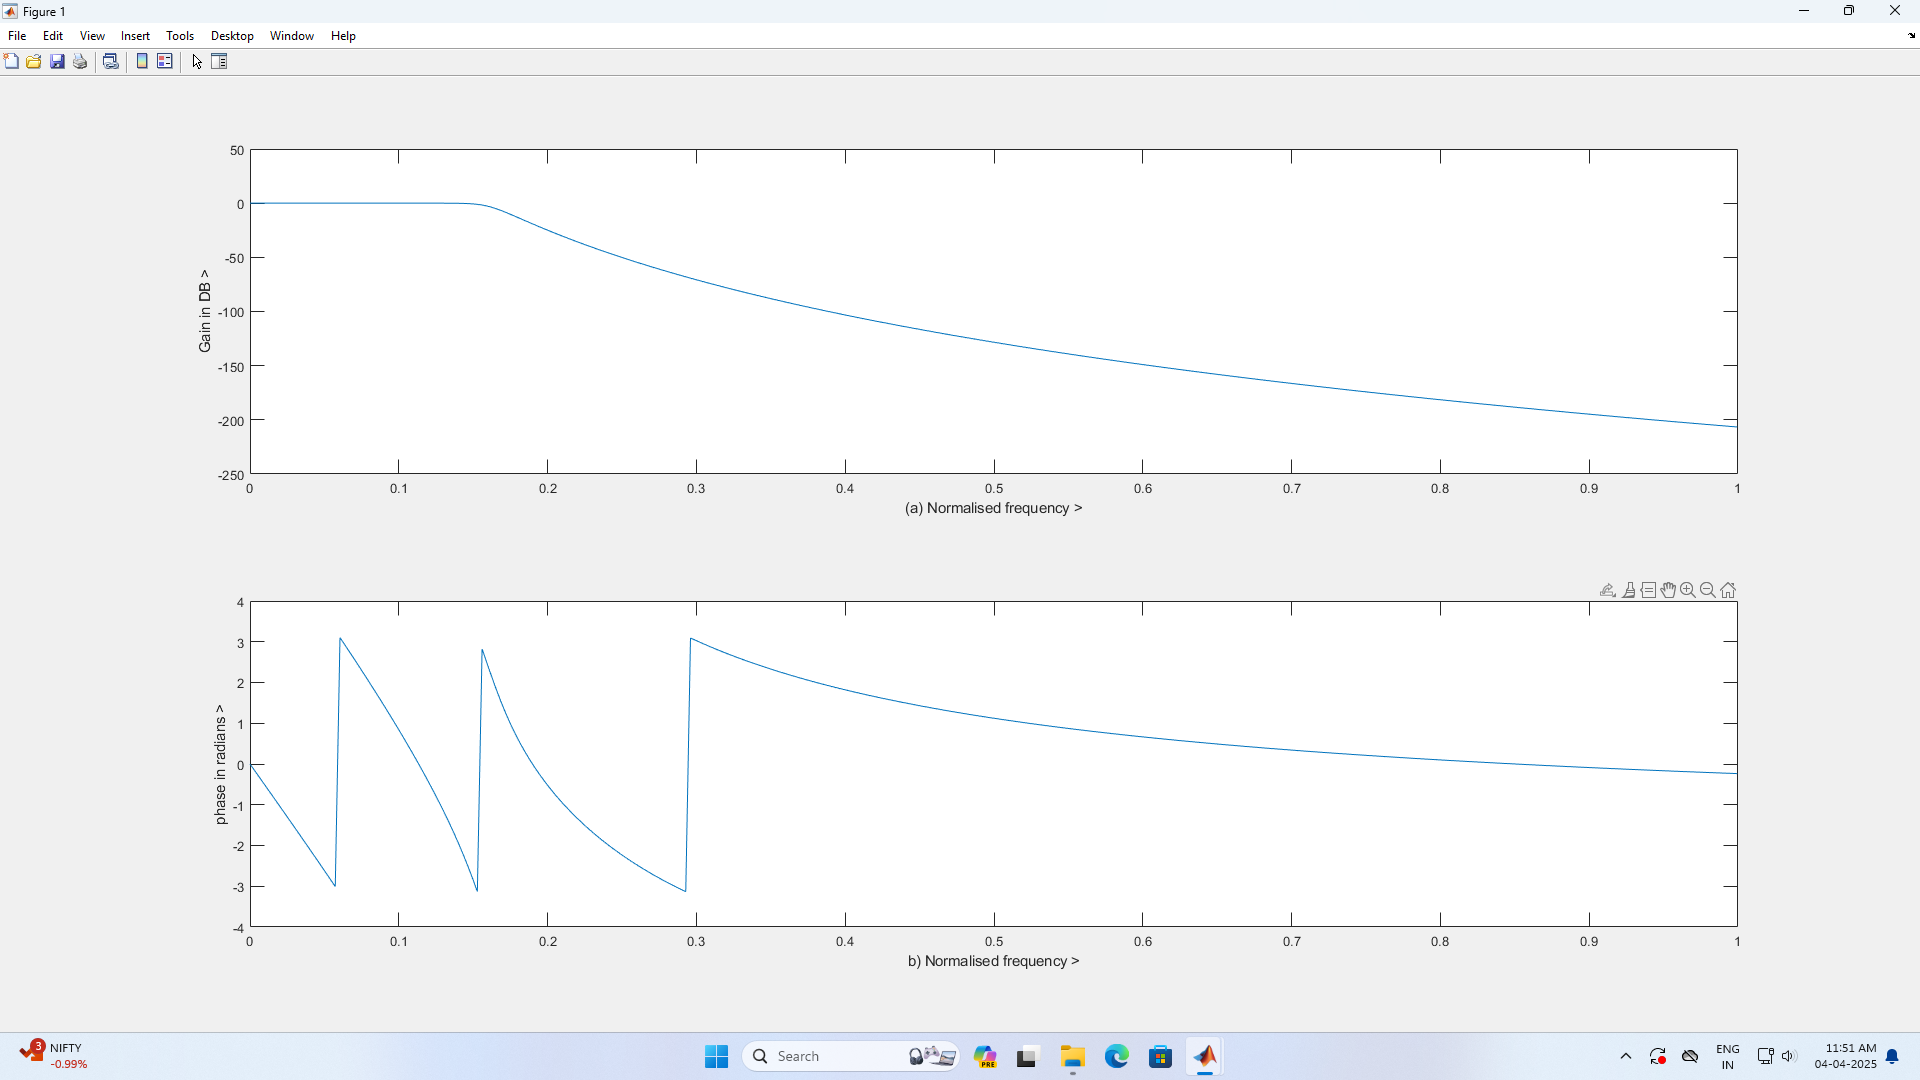 Figure 1
File Edit View Insert Tools Desktop Window Help
50
0
-50
-100
-150
-200
-250
Gain in DB >
0 0.1 0.2 0.3 0.4 0.5 0.6 0.7 0.8 0.9 1
(a) Normalised frequency >
4
3
2
1
0
-1
-2
-3
-4
phase in radians >
0 0.1 0.2 0.3 0.4 0.5 0.6 0.7 0.8 0.9 1
b) Normalised frequency >
3
NIFTY
-0.99%
Search
PRE
ENG
IN
11:51 AM
04-04-2025